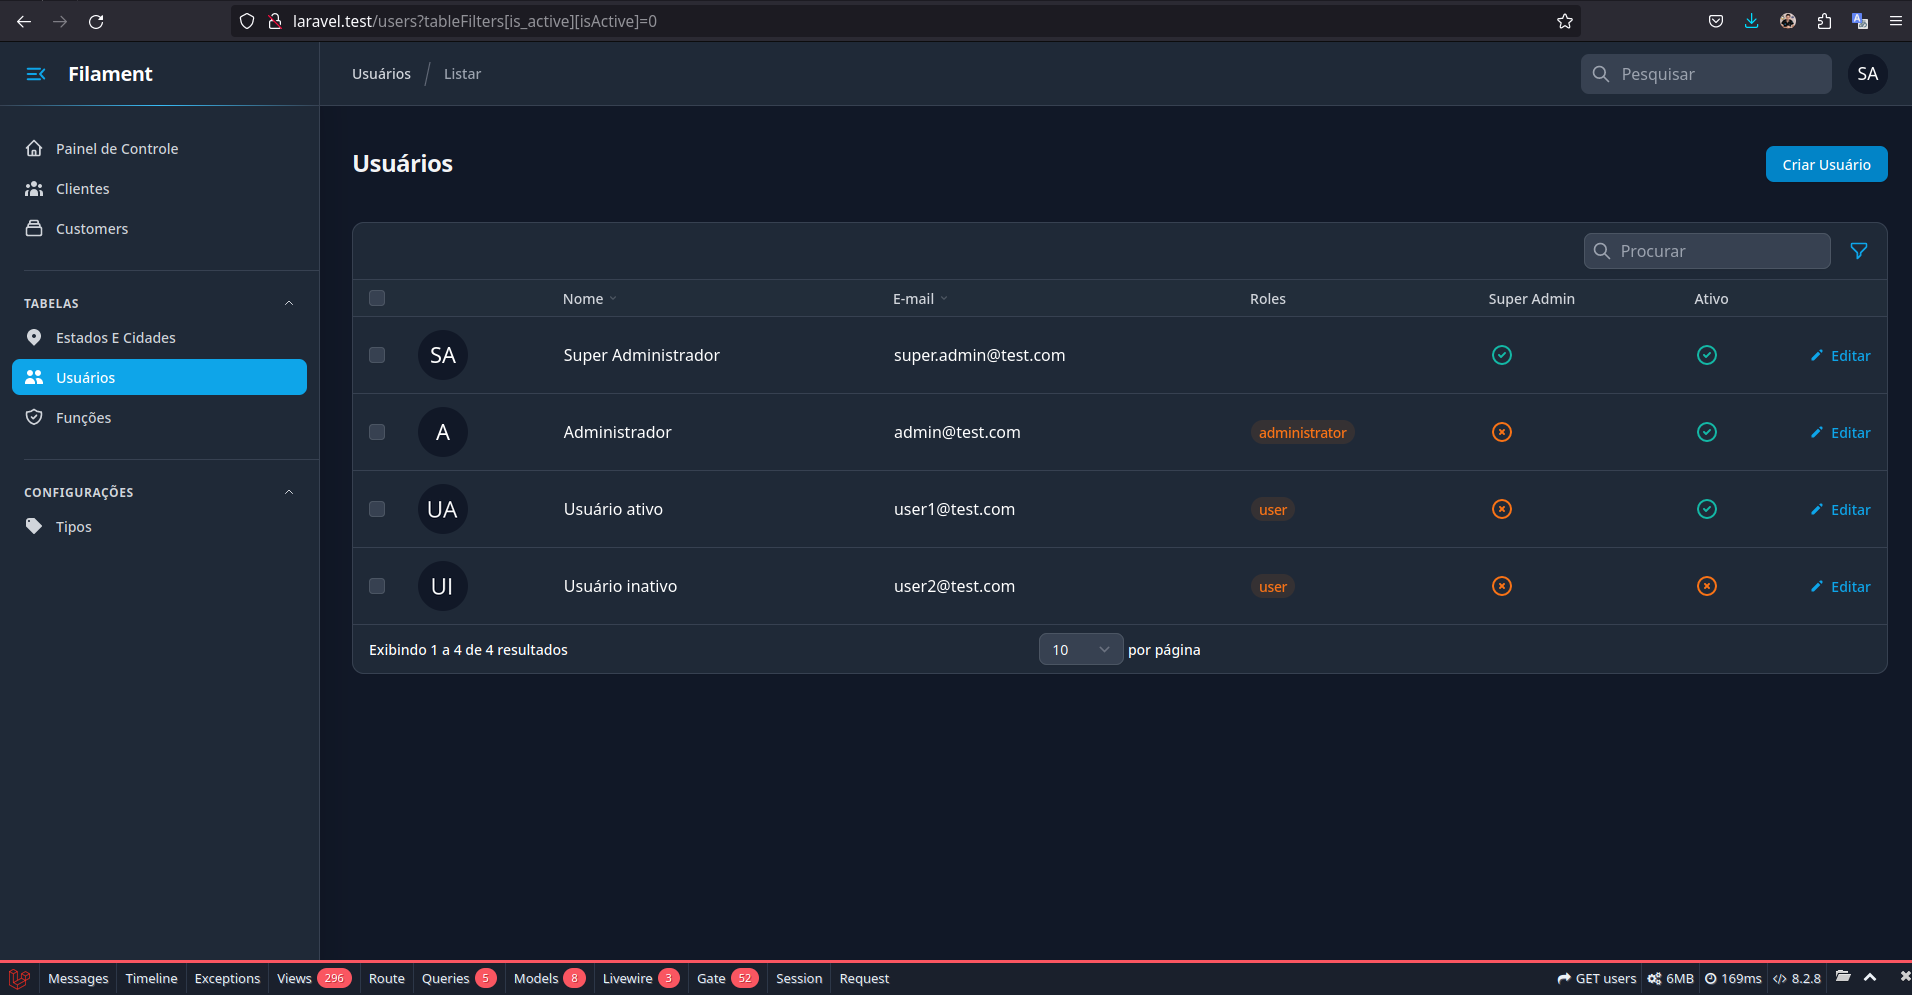 laravel.test/users?tableFilters[is_active][isActive]=0
Filament
Usuários / Listar
Pesquisar
SA
Painel de Controle
Clientes
Customers
TABELAS
Estados E Cidades
Usuários
Funções
CONFIGURAÇÕES
Tipos
Usuários
Criar Usuário
Procurar
Nome E-mail Roles Super Admin Ativo
SA Super Administrador super.admin@test.com Editar
A Administrador admin@test.com administrator Editar
UA Usuário ativo user1@test.com user Editar
UI Usuário inativo user2@test.com user Editar
Exibindo 1 a 4 de 4 resultados 10 por página
Messages Timeline Exceptions Views 296 Route Queries 5 Models 8 Livewire 3 Gate 52 Session Request GET users 6MB 169ms 8.2.8